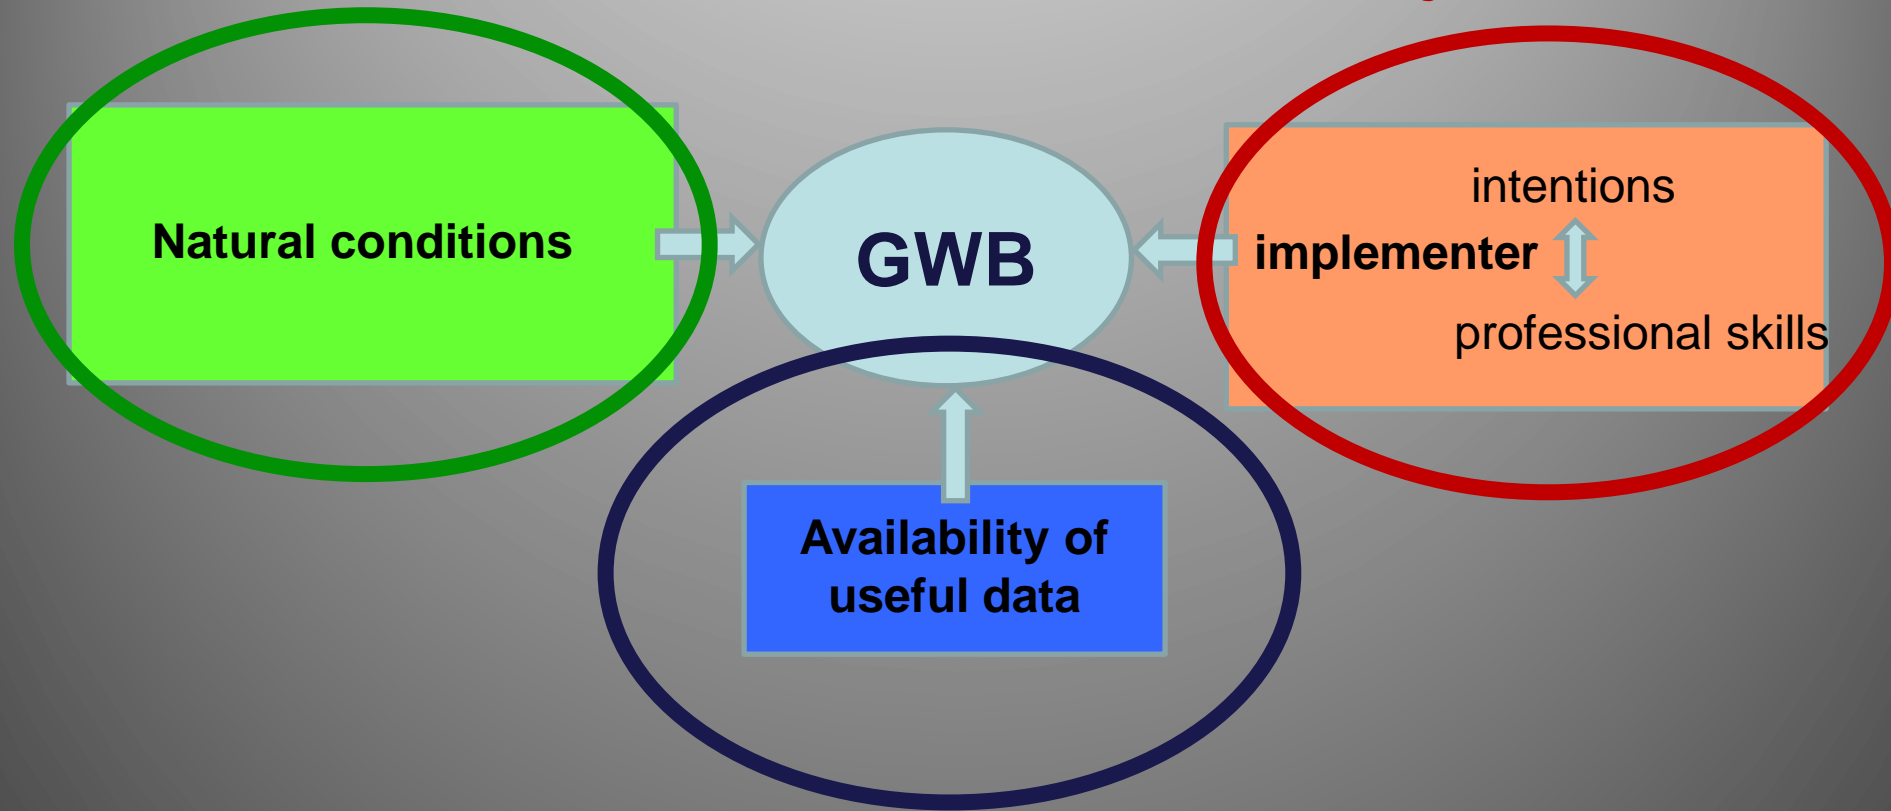 Natural conditions
GWB
intentions
implementer
professional skills
Availability of
useful data